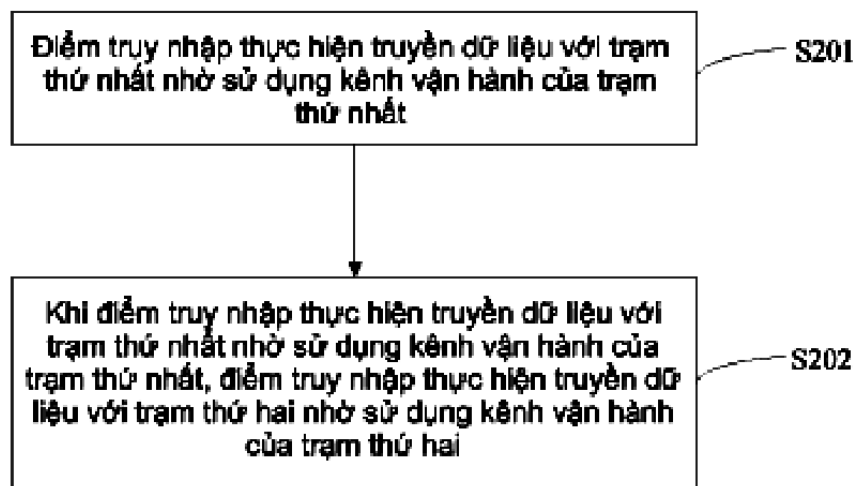 Điểm truy nhập thực hiện truyền dữ liệu với trạm
thứ nhất nhờ sử dụng kênh vận hành của trạm
thứ nhất
S201
Khi điểm truy nhập thực hiện truyền dữ liệu với
trạm thứ nhất nhờ sử dụng kênh vận hành của
trạm thứ nhất, điểm truy nhập thực hiện truyền dữ
liệu với trạm thứ hai nhờ sử dụng kênh vận hành
của trạm thứ hai
S202